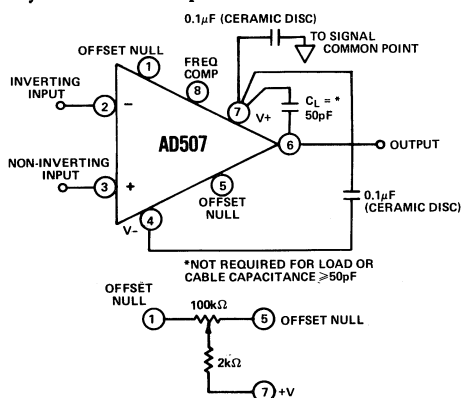 0.1µF (CERAMIC DISC)
TO SIGNAL
COMMON POINT
OFFSET NULL
1
FREQ
COMP
8
7
V+
CL = *
50pF
INVERTING
INPUT
2
−
AD507
6
OUTPUT
NON-INVERTING
INPUT
3
+
5
OFFSET
NULL
4
V−
0.1µF
(CERAMIC DISC)
*NOT REQUIRED FOR LOAD OR
CABLE CAPACITANCE ⩾50pF
OFFSET
NULL
100kΩ
1
5
OFFSET NULL
2kΩ
7
+V